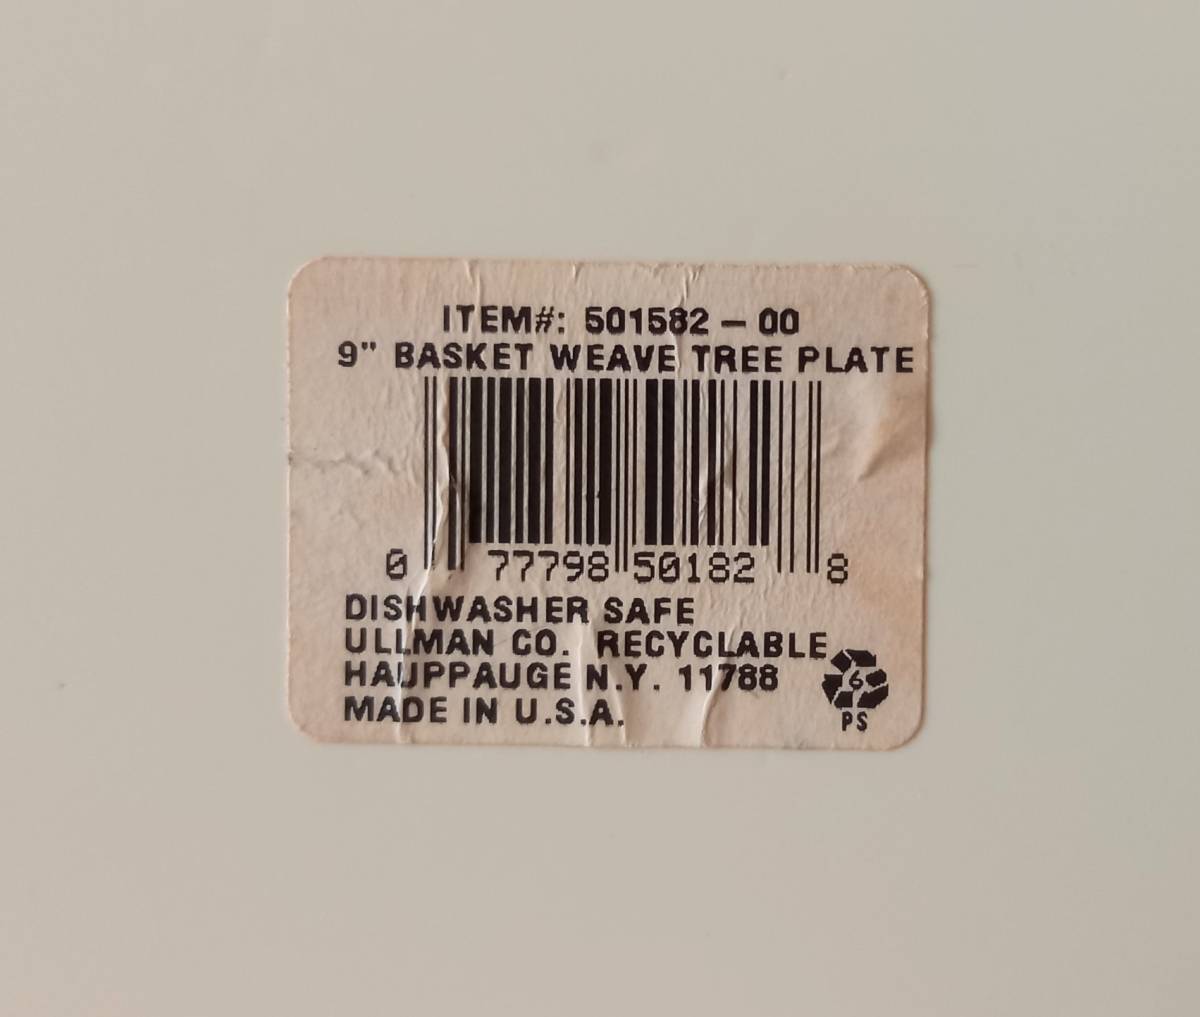 ITEM#: 501582 – 00
9" BASKET WEAVE TREE PLATE
0 77798 50182 8
DISHWASHER SAFE
ULLMAN CO. RECYCLABLE
HAUPPAUGE N.Y. 11788
MADE IN U.S.A.
6
PS